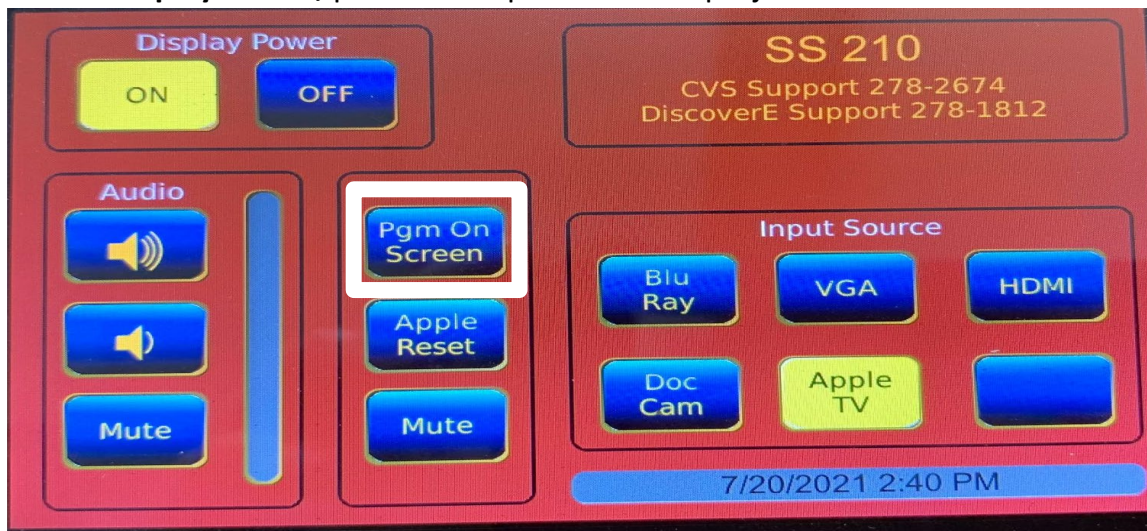 Display Power
ON
OFF
SS 210
CVS Support 278-2674
DiscoverE Support 278-1812
Audio
Mute
Pgm On
Screen
Apple
Reset
Mute
Input Source
Blu
Ray
VGA
HDMI
Doc
Cam
Apple
TV
7/20/2021 2:40 PM